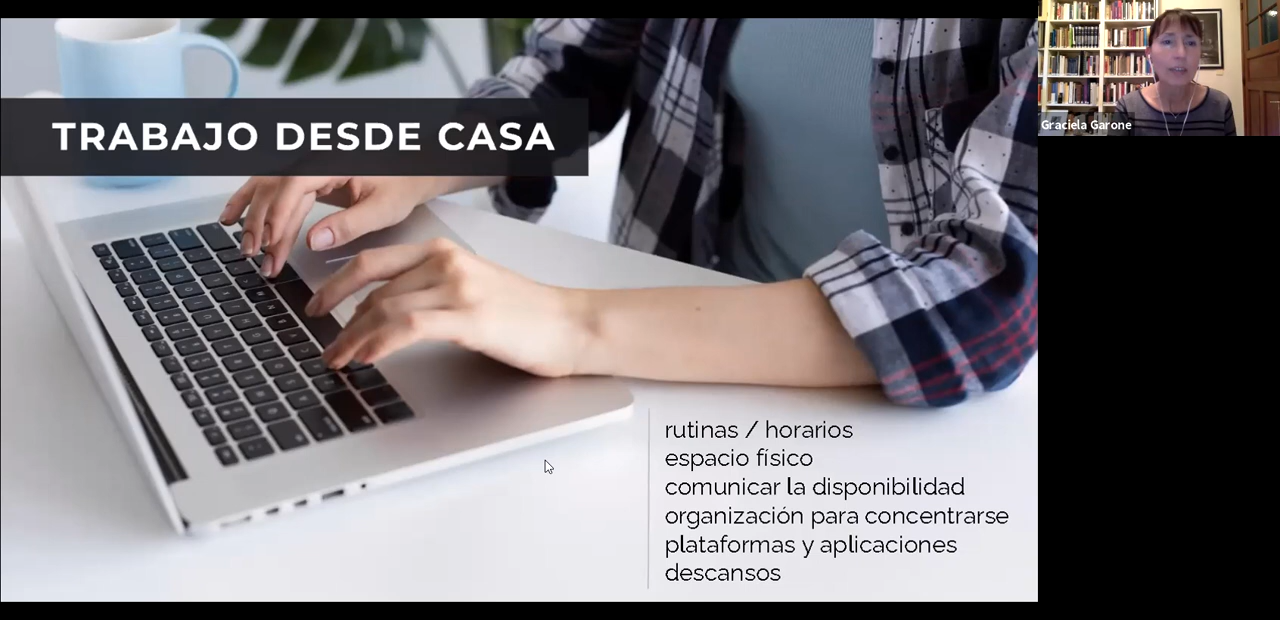 TRABAJO DESDE CASA
Graciela Garone
rutinas / horarios
espacio físico
comunicar la disponibilidad
organización para concentrarse
plataformas y aplicaciones
descansos